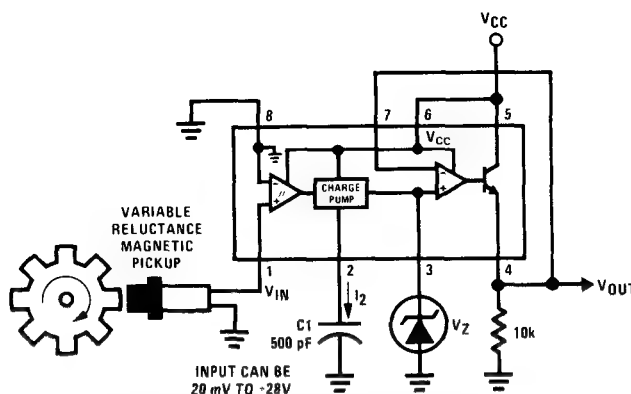 VCC
8
7
6
5
VCC
-
+
CHARGE
PUMP
-
+
VARIABLE
RELUCTANCE
MAGNETIC
PICKUP
1
2
3
4
VIN
I2
VOUT
C1
500 pF
VZ
10k
INPUT CAN BE
20 mV TO ÷28V